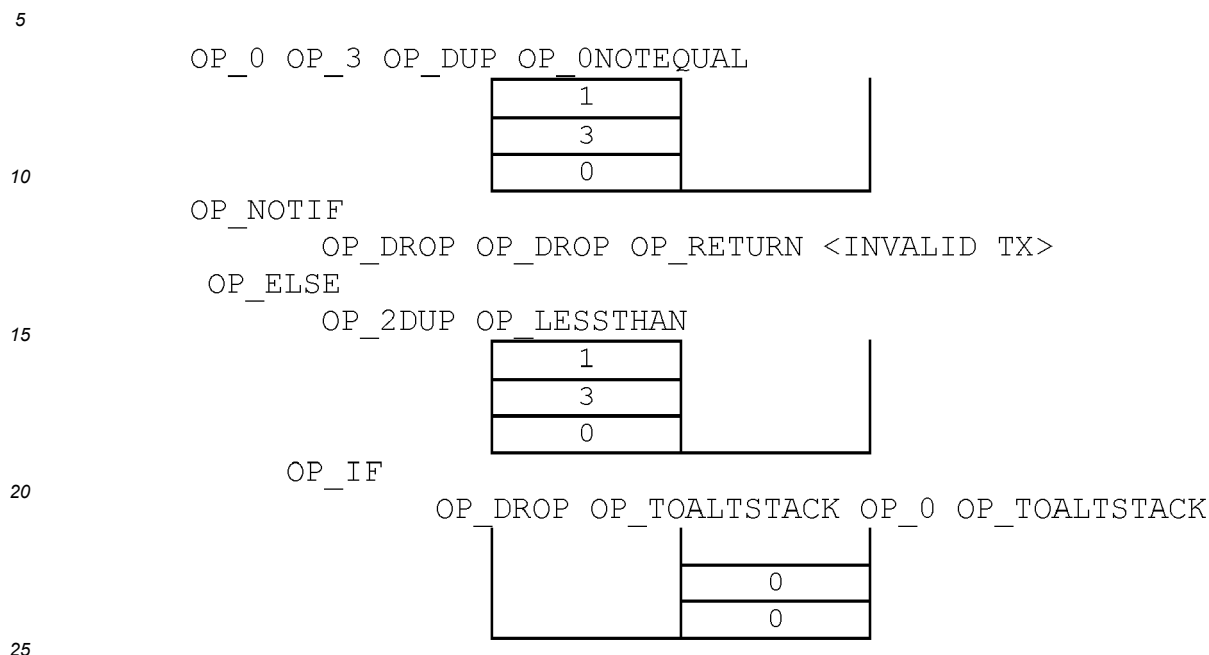 5
OP_0 OP_3 OP_DUP OP_0NOTEQUAL
1
3
0
10
OP_NOTIF
OP_DROP OP_DROP OP_RETURN <INVALID TX>
OP_ELSE
OP_2DUP OP_LESSTHAN
15
1
3
0
OP_IF
20
OP_DROP OP_TOALTSTACK OP_0 OP_TOALTSTACK
0
0
25